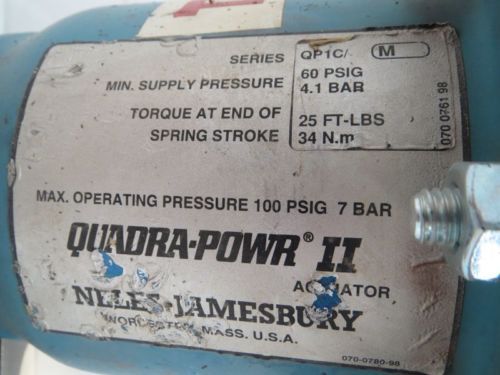 SERIES QP1C/ M
MIN. SUPPLY PRESSURE 60 PSIG
4.1 BAR
TORQUE AT END OF 25 FT-LBS
SPRING STROKE 34 N.m
070 0761 98
MAX. OPERATING PRESSURE 100 PSIG 7 BAR
QUADRA-POWR® II
ACTUATOR
NELES-JAMESBURY
WORCESTER, MASS. U.S.A.
070-0780-98